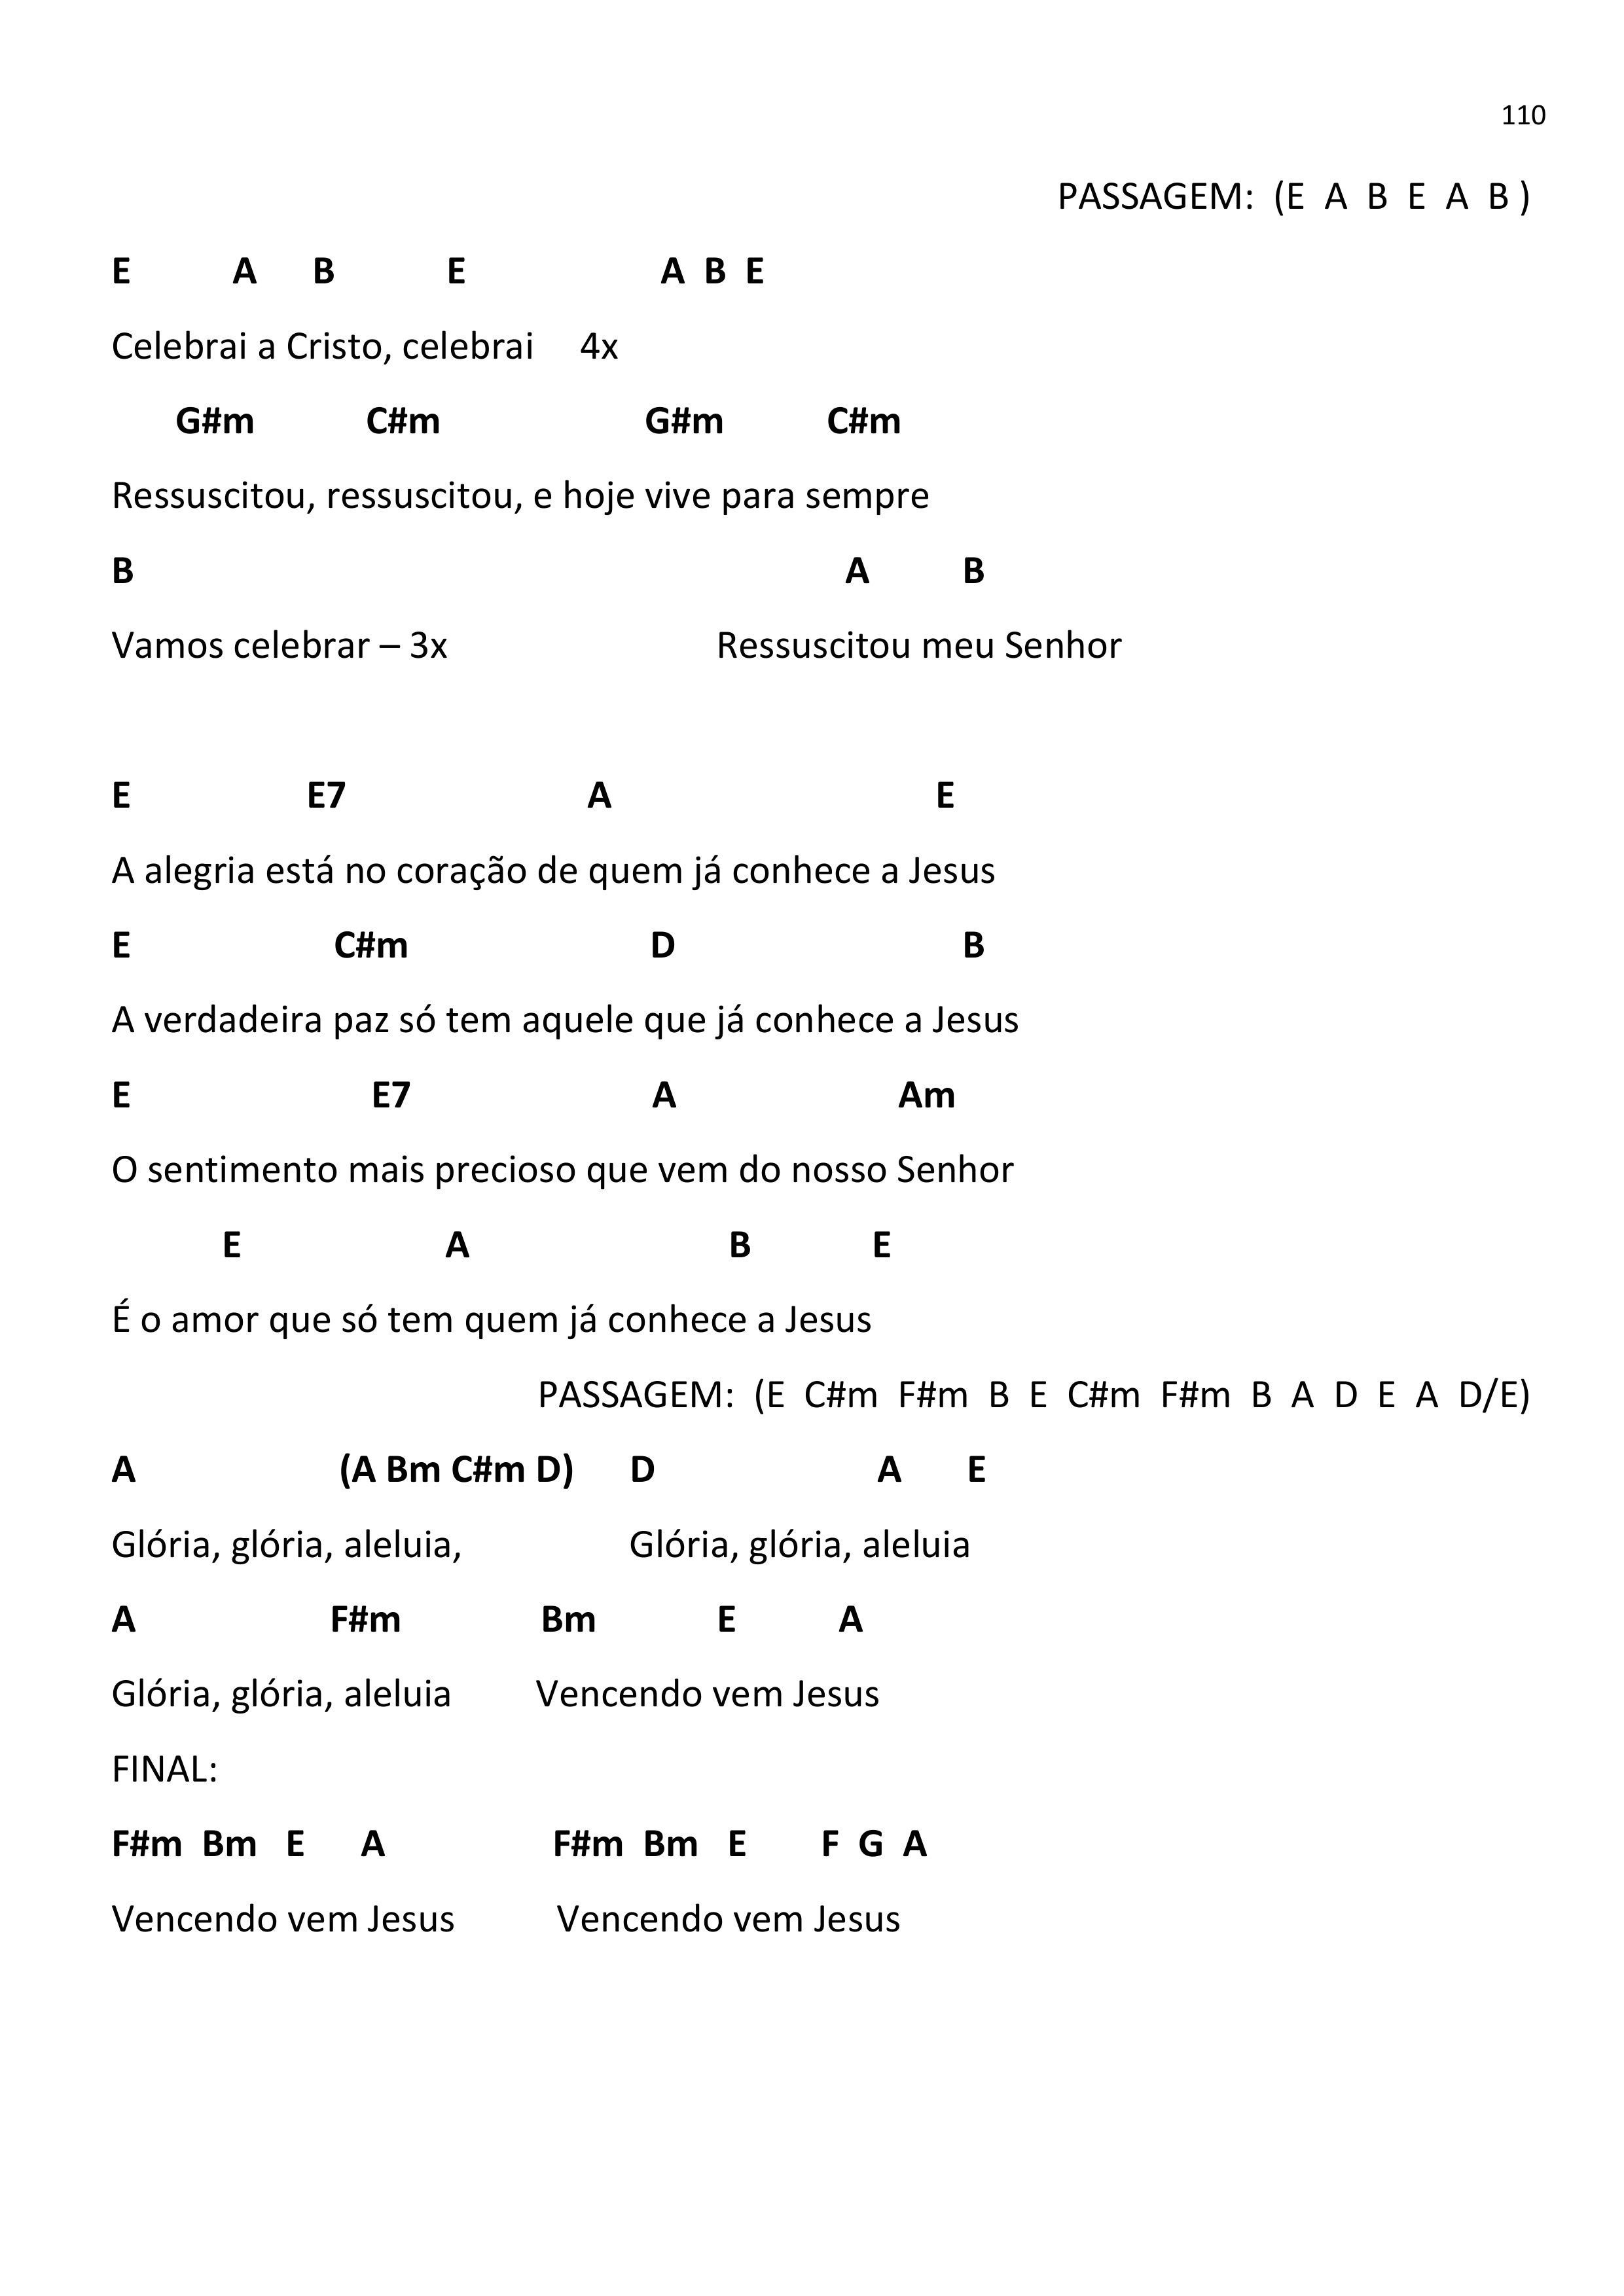 110
PASSAGEM: (E A B E A B )
E A B E A B E
Celebrai a Cristo, celebrai 4x
G#m C#m G#m C#m
Ressuscitou, ressuscitou, e hoje vive para sempre
B A B
Vamos celebrar – 3x Ressuscitou meu Senhor
E E7 A E
A alegria está no coração de quem já conhece a Jesus
E C#m D B
A verdadeira paz só tem aquele que já conhece a Jesus
E E7 A Am
O sentimento mais precioso que vem do nosso Senhor
E A B E
É o amor que só tem quem já conhece a Jesus
PASSAGEM: (E C#m F#m B E C#m F#m B A D E A D/E)
A (A Bm C#m D) D A E
Glória, glória, aleluia, Glória, glória, aleluia
A F#m Bm E A
Glória, glória, aleluia Vencendo vem Jesus
FINAL:
F#m Bm E A F#m Bm E F G A
Vencendo vem Jesus Vencendo vem Jesus